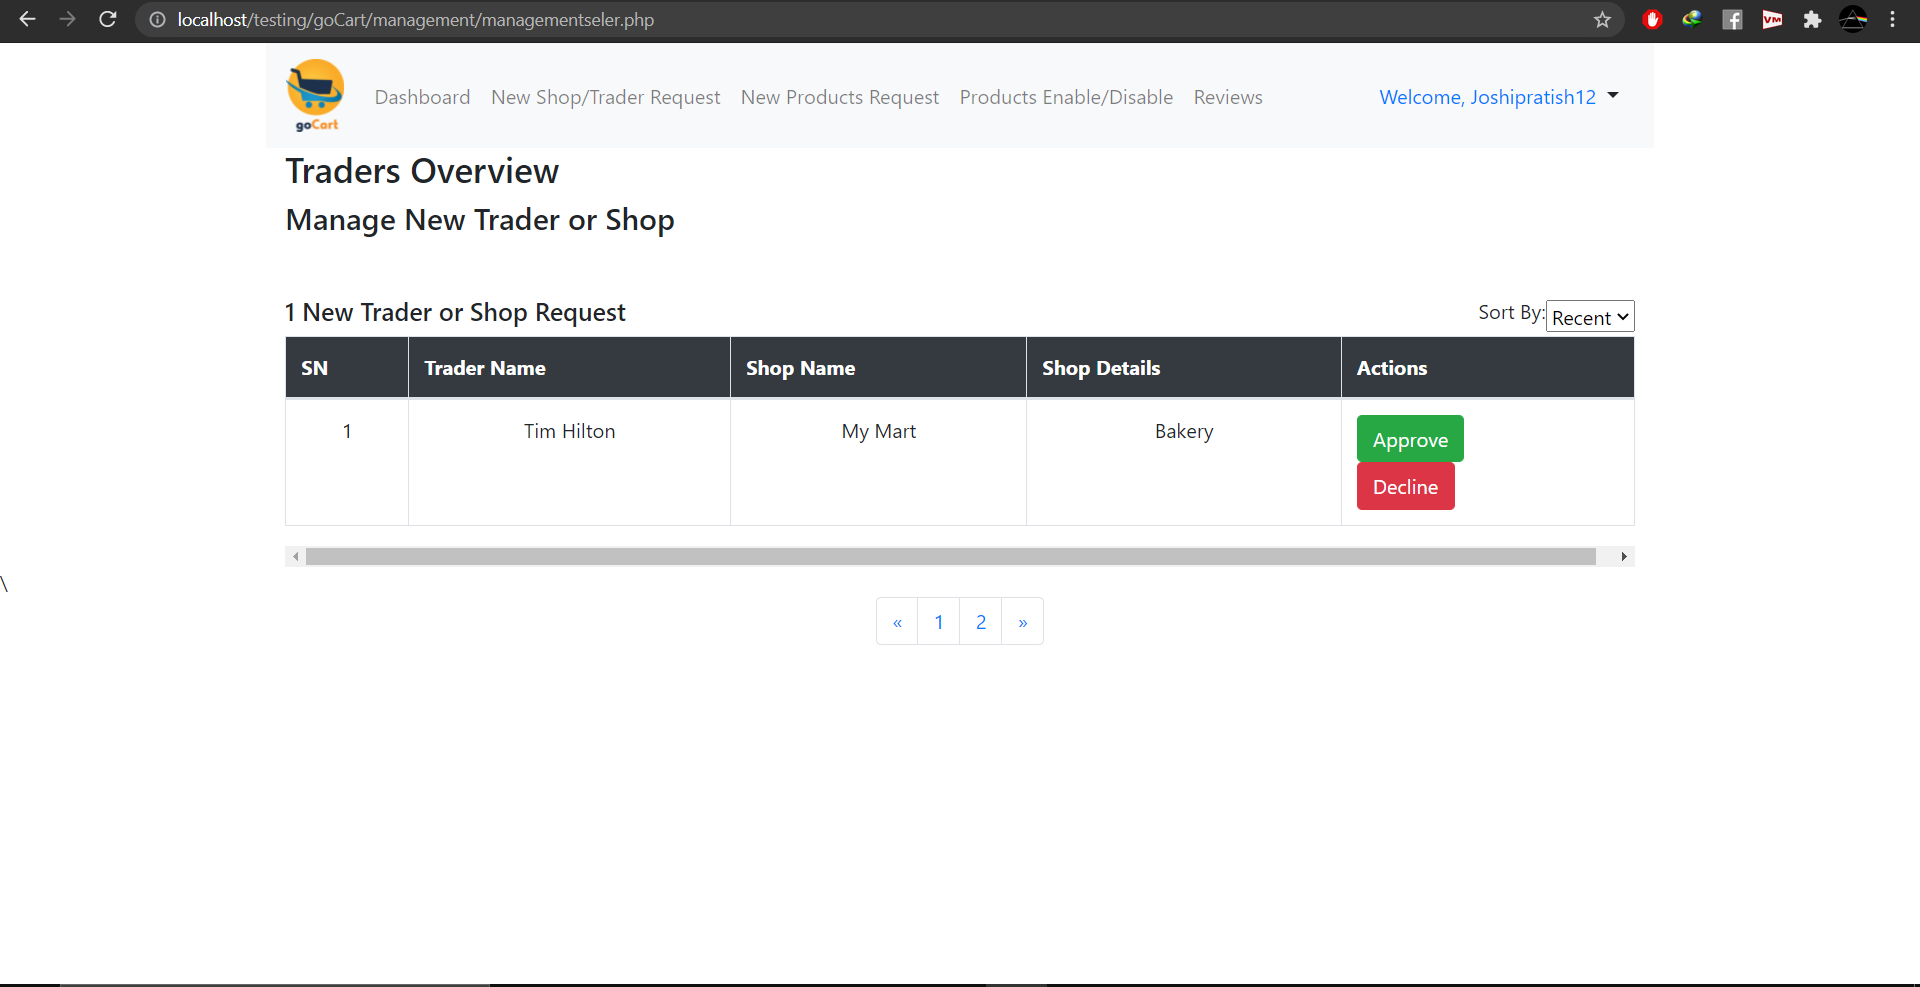 localhost/testing/goCart/management/managementseler.php
goCart
Dashboard New Shop/Trader Request New Products Request Products Enable/Disable Reviews Welcome, Joshipratish12
Traders Overview
Manage New Trader or Shop
1 New Trader or Shop Request Sort By: Recent
SN Trader Name Shop Name Shop Details Actions
1 Tim Hilton My Mart Bakery Approve
Decline
\
« 1 2 »
VM
f